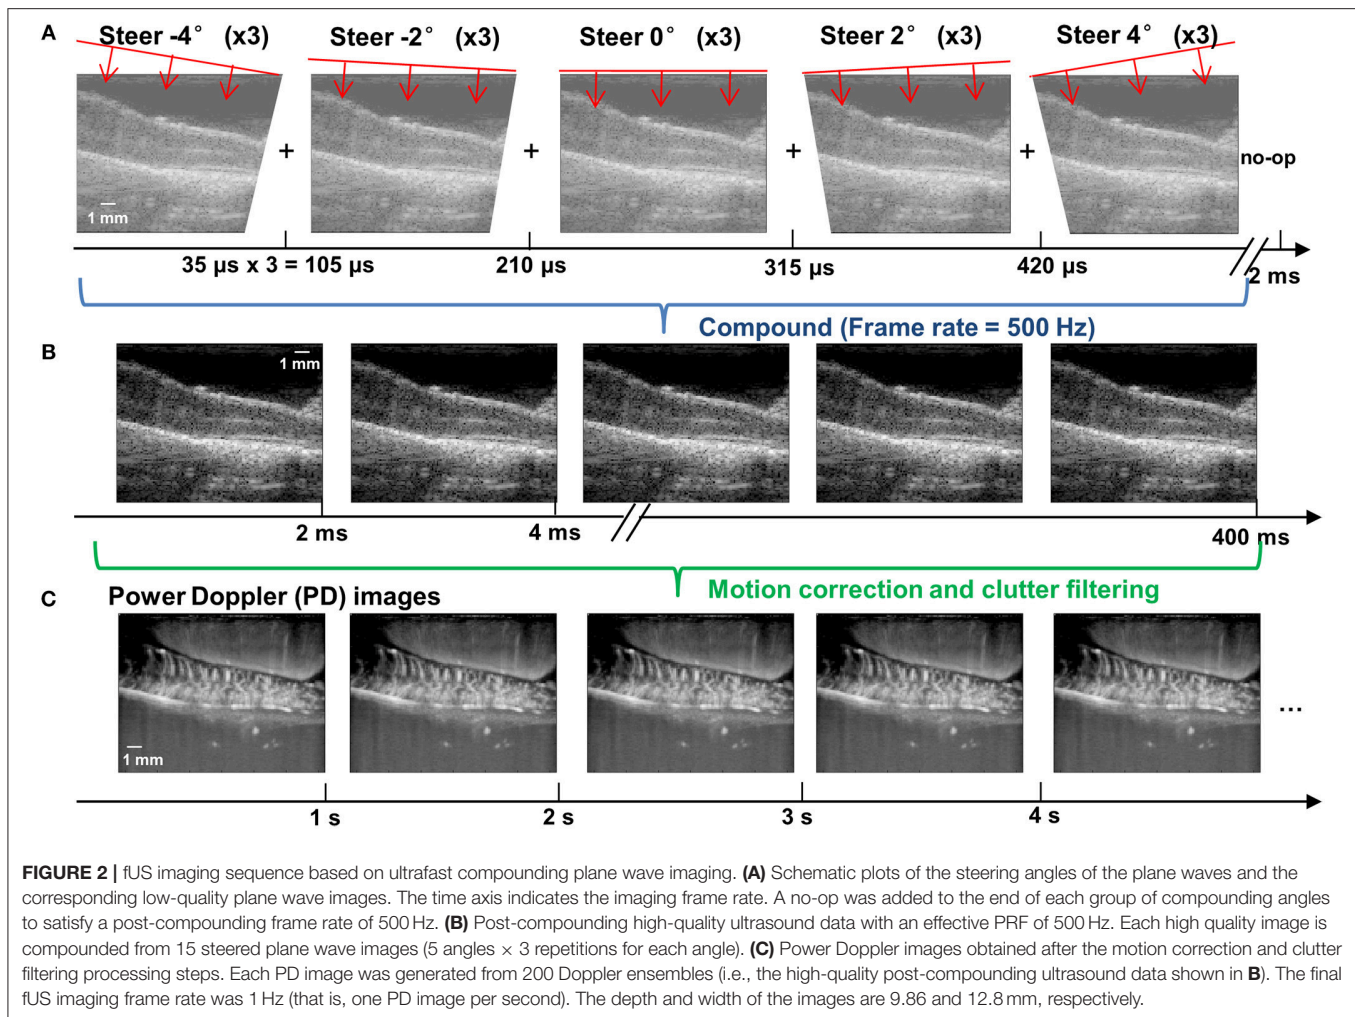 A
Steer -4° (x3)
Steer -2° (x3)
Steer 0° (x3)
Steer 2° (x3)
Steer 4° (x3)
+
+
+
+
no-op
1 mm
35 µs x 3 = 105 µs
210 µs
315 µs
420 µs
2 ms
Compound (Frame rate = 500 Hz)
B
1 mm
2 ms
4 ms
400 ms
Motion correction and clutter filtering
C
Power Doppler (PD) images
1 mm
...
1 s
2 s
3 s
4 s
FIGURE 2 | fUS imaging sequence based on ultrafast compounding plane wave imaging. (A) Schematic plots of the steering angles of the plane waves and the
corresponding low-quality plane wave images. The time axis indicates the imaging frame rate. A no-op was added to the end of each group of compounding angles
to satisfy a post-compounding frame rate of 500 Hz. (B) Post-compounding high-quality ultrasound data with an effective PRF of 500 Hz. Each high quality image is
compounded from 15 steered plane wave images (5 angles × 3 repetitions for each angle). (C) Power Doppler images obtained after the motion correction and clutter
filtering processing steps. Each PD image was generated from 200 Doppler ensembles (i.e., the high-quality post-compounding ultrasound data shown in B). The final
fUS imaging frame rate was 1 Hz (that is, one PD image per second). The depth and width of the images are 9.86 and 12.8 mm, respectively.